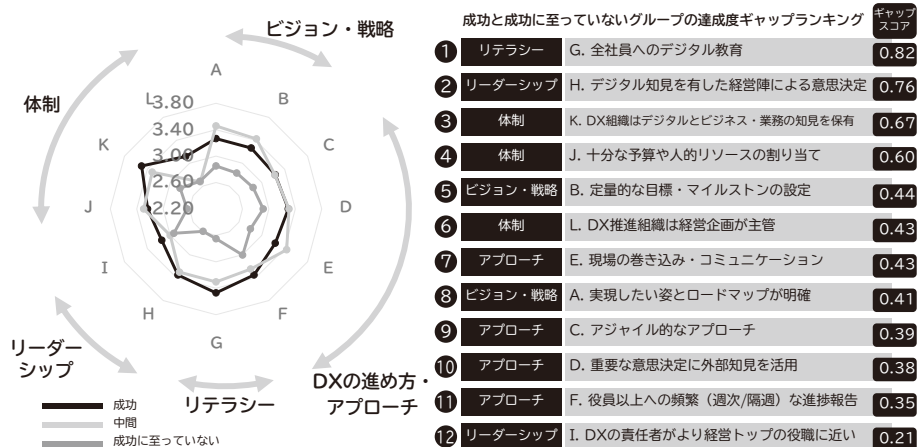 ビジョン・戦略
体制
A
B
C
D
E
F
G
H
I
J
K
L
3.80
3.40
3.00
2.60
2.20
リーダー
シップ
リテラシー
DXの進め方・
アプローチ
成功
中間
成功に至っていない
成功と成功に至っていないグループの達成度ギャップランキング
ギャップ
スコア
1 リテラシー G. 全社員へのデジタル教育 0.82
2 リーダーシップ H. デジタル知見を有した経営陣による意思決定 0.76
3 体制 K. DX組織はデジタルとビジネス・業務の知見を保有 0.67
4 体制 J. 十分な予算や人的リソースの割り当て 0.60
5 ビジョン・戦略 B. 定量的な目標・マイルストンの設定 0.44
6 体制 L. DX推進組織は経営企画が主管 0.43
7 アプローチ E. 現場の巻き込み・コミュニケーション 0.43
8 ビジョン・戦略 A. 実現したい姿とロードマップが明確 0.41
9 アプローチ C. アジャイル的なアプローチ 0.39
10 アプローチ D. 重要な意思決定に外部知見を活用 0.38
11 アプローチ F. 役員以上への頻繁（週次/隔週）な進捗報告 0.35
12 リーダーシップ I. DXの責任者がより経営トップの役職に近い 0.21